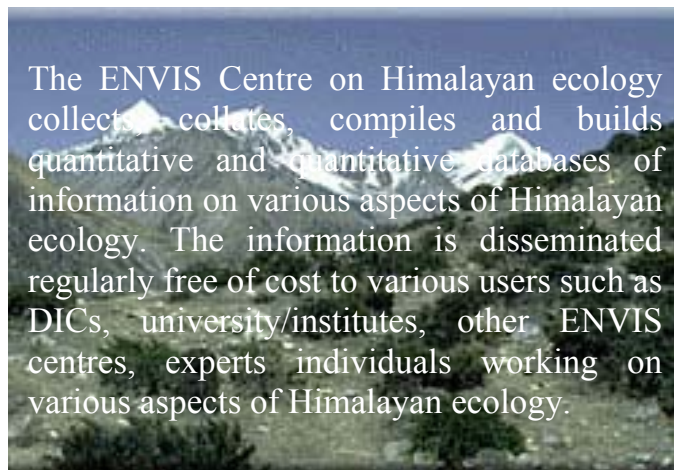 The ENVIS Centre on Himalayan ecology
collects, collates, compiles and builds
quantitative and quantitative databases of
information on various aspects of Himalayan
ecology. The information is disseminated
regularly free of cost to various users such as
DICs, university/institutes, other ENVIS
centres, experts individuals working on
various aspects of Himalayan ecology.